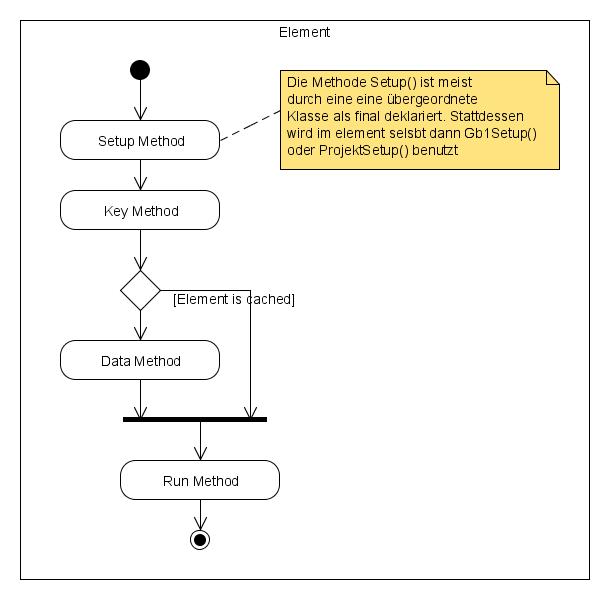 Element
Die Methode Setup() ist meist
durch eine eine übergeordnete
Klasse als final deklariert. Stattdessen
wird im element selsbt dann Gb1Setup()
oder ProjektSetup() benutzt
Setup Method
Key Method
[Element is cached]
Data Method
Run Method